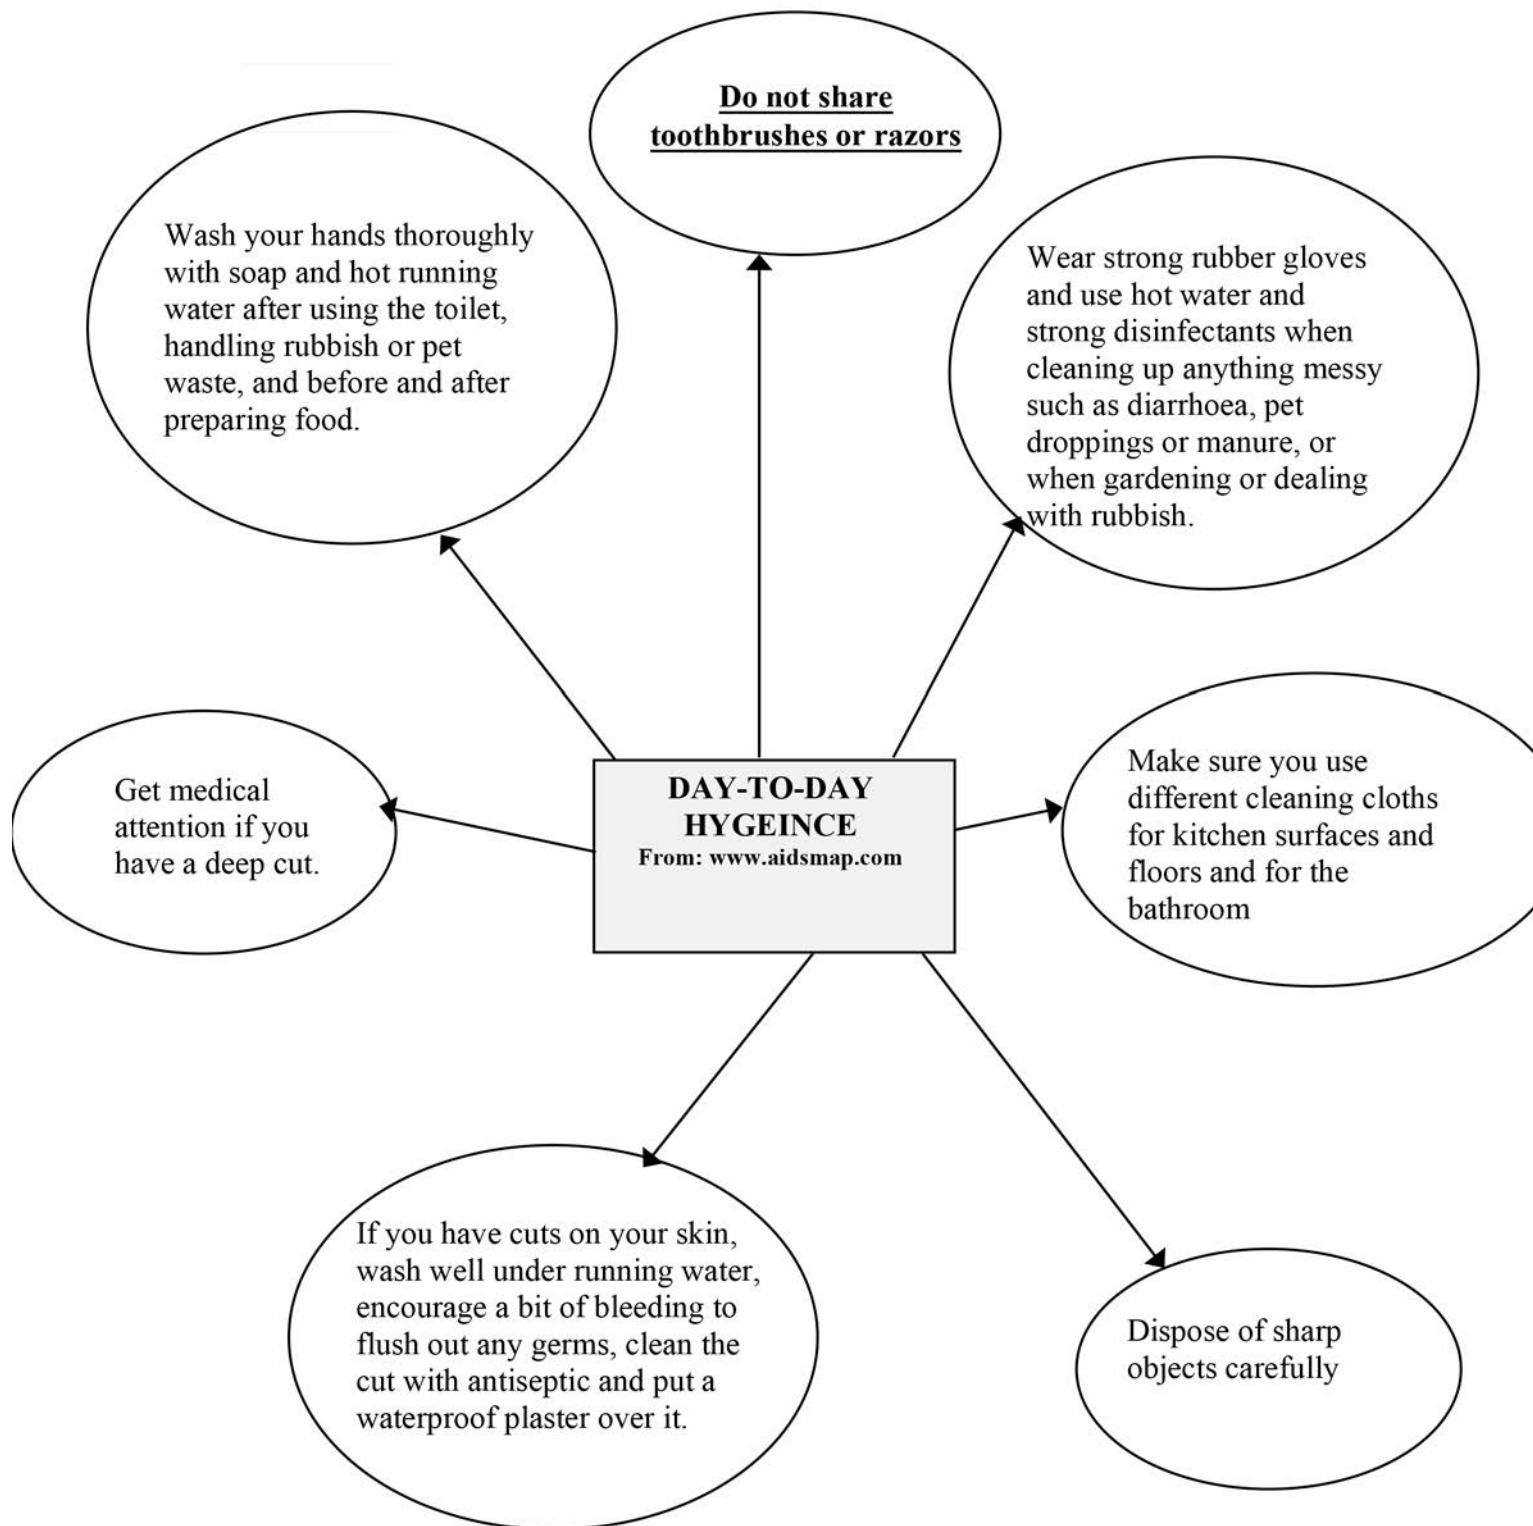 Do not share
toothbrushes or razors
Wash your hands thoroughly
with soap and hot running
water after using the toilet,
handling rubbish or pet
waste, and before and after
preparing food.
Wear strong rubber gloves
and use hot water and
strong disinfectants when
cleaning up anything messy
such as diarrhoea, pet
droppings or manure, or
when gardening or dealing
with rubbish.
Get medical
attention if you
have a deep cut.
DAY-TO-DAY
HYGEINCE
From: www.aidsmap.com
Make sure you use
different cleaning cloths
for kitchen surfaces and
floors and for the
bathroom
If you have cuts on your skin,
wash well under running water,
encourage a bit of bleeding to
flush out any germs, clean the
cut with antiseptic and put a
waterproof plaster over it.
Dispose of sharp
objects carefully